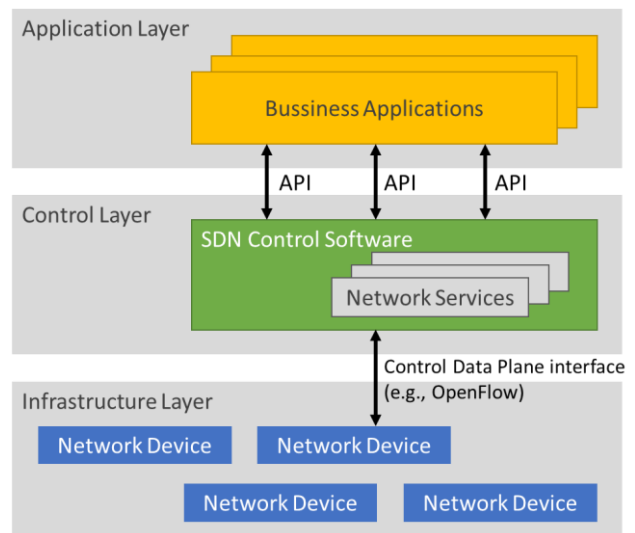 Application Layer
Bussiness Applications
API
API
API
Control Layer
SDN Control Software
Network Services
Control Data Plane interface
(e.g., OpenFlow)
Infrastructure Layer
Network Device
Network Device
Network Device
Network Device